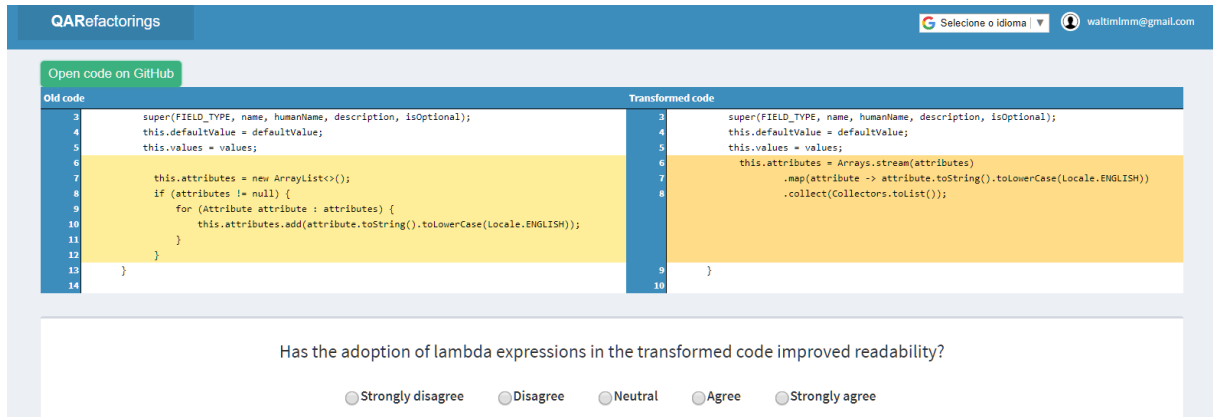 QARefactorings
Selecione o idioma ▼
waltimlmm@gmail.com
Open code on GitHub
Old code
3 super(FIELD_TYPE, name, humanName, description, isOptional);
4 this.defaultValue = defaultValue;
5 this.values = values;
6
7 this.attributes = new ArrayList<>();
8 if (attributes != null) {
9 for (Attribute attribute : attributes) {
10 this.attributes.add(attribute.toString().toLowerCase(Locale.ENGLISH));
11 }
12 }
13 }
14
Transformed code
3 super(FIELD_TYPE, name, humanName, description, isOptional);
4 this.defaultValue = defaultValue;
5 this.values = values;
6 this.attributes = Arrays.stream(attributes)
7 .map(attribute -> attribute.toString().toLowerCase(Locale.ENGLISH))
8 .collect(Collectors.toList());
9 }
10
Has the adoption of lambda expressions in the transformed code improved readability?
Strongly disagree Disagree Neutral Agree Strongly agree